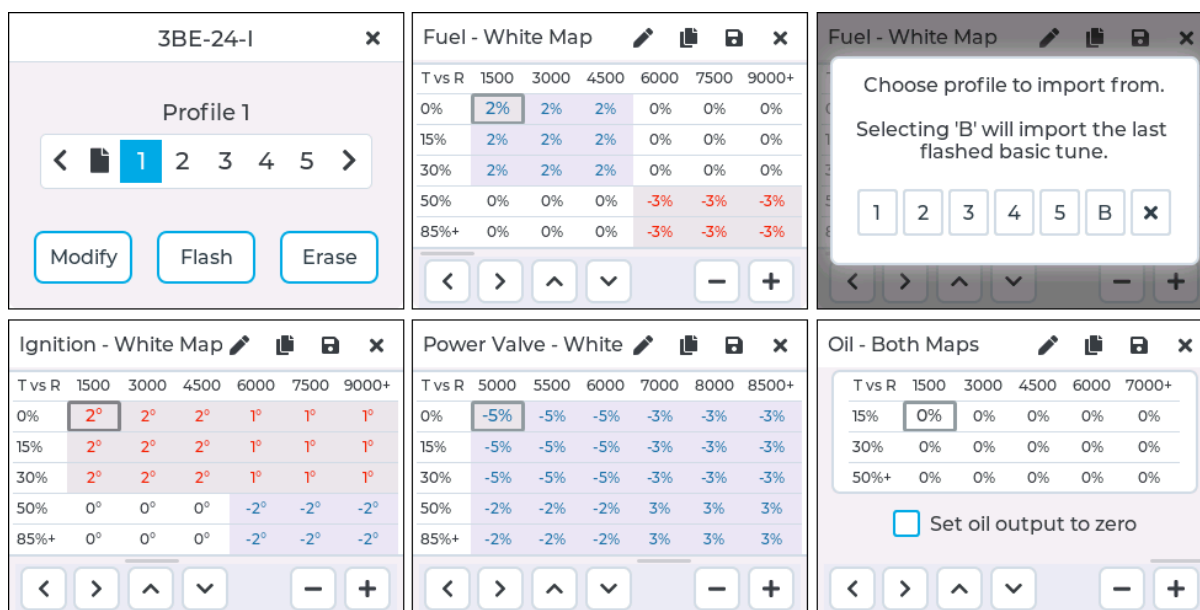 3BE-24-I
Profile 1
1 2 3 4 5
Modify Flash Erase
Fuel - White Map
T vs R 1500 3000 4500 6000 7500 9000+
0% 2% 2% 2% 0% 0% 0%
15% 2% 2% 2% 0% 0% 0%
30% 2% 2% 2% 0% 0% 0%
50% 0% 0% 0% -3% -3% -3%
85%+ 0% 0% 0% -3% -3% -3%
Fuel - White Map
Choose profile to import from.
Selecting 'B' will import the last
flashed basic tune.
1 2 3 4 5 B
Ignition - White Map
T vs R 1500 3000 4500 6000 7500 9000+
0% 2° 2° 2° 1° 1° 1°
15% 2° 2° 2° 1° 1° 1°
30% 2° 2° 2° 1° 1° 1°
50% 0° 0° 0° -2° -2° -2°
85%+ 0° 0° 0° -2° -2° -2°
Power Valve - White
T vs R 5000 5500 6000 7000 8000 8500+
0% -5% -5% -5% -3% -3% -3%
15% -5% -5% -5% -3% -3% -3%
30% -5% -5% -5% -3% -3% -3%
50% -2% -2% -2% 3% 3% 3%
85%+ -2% -2% -2% 3% 3% 3%
Oil - Both Maps
T vs R 1500 3000 4500 6000 7000+
15% 0% 0% 0% 0% 0%
30% 0% 0% 0% 0% 0%
50%+ 0% 0% 0% 0% 0%
Set oil output to zero